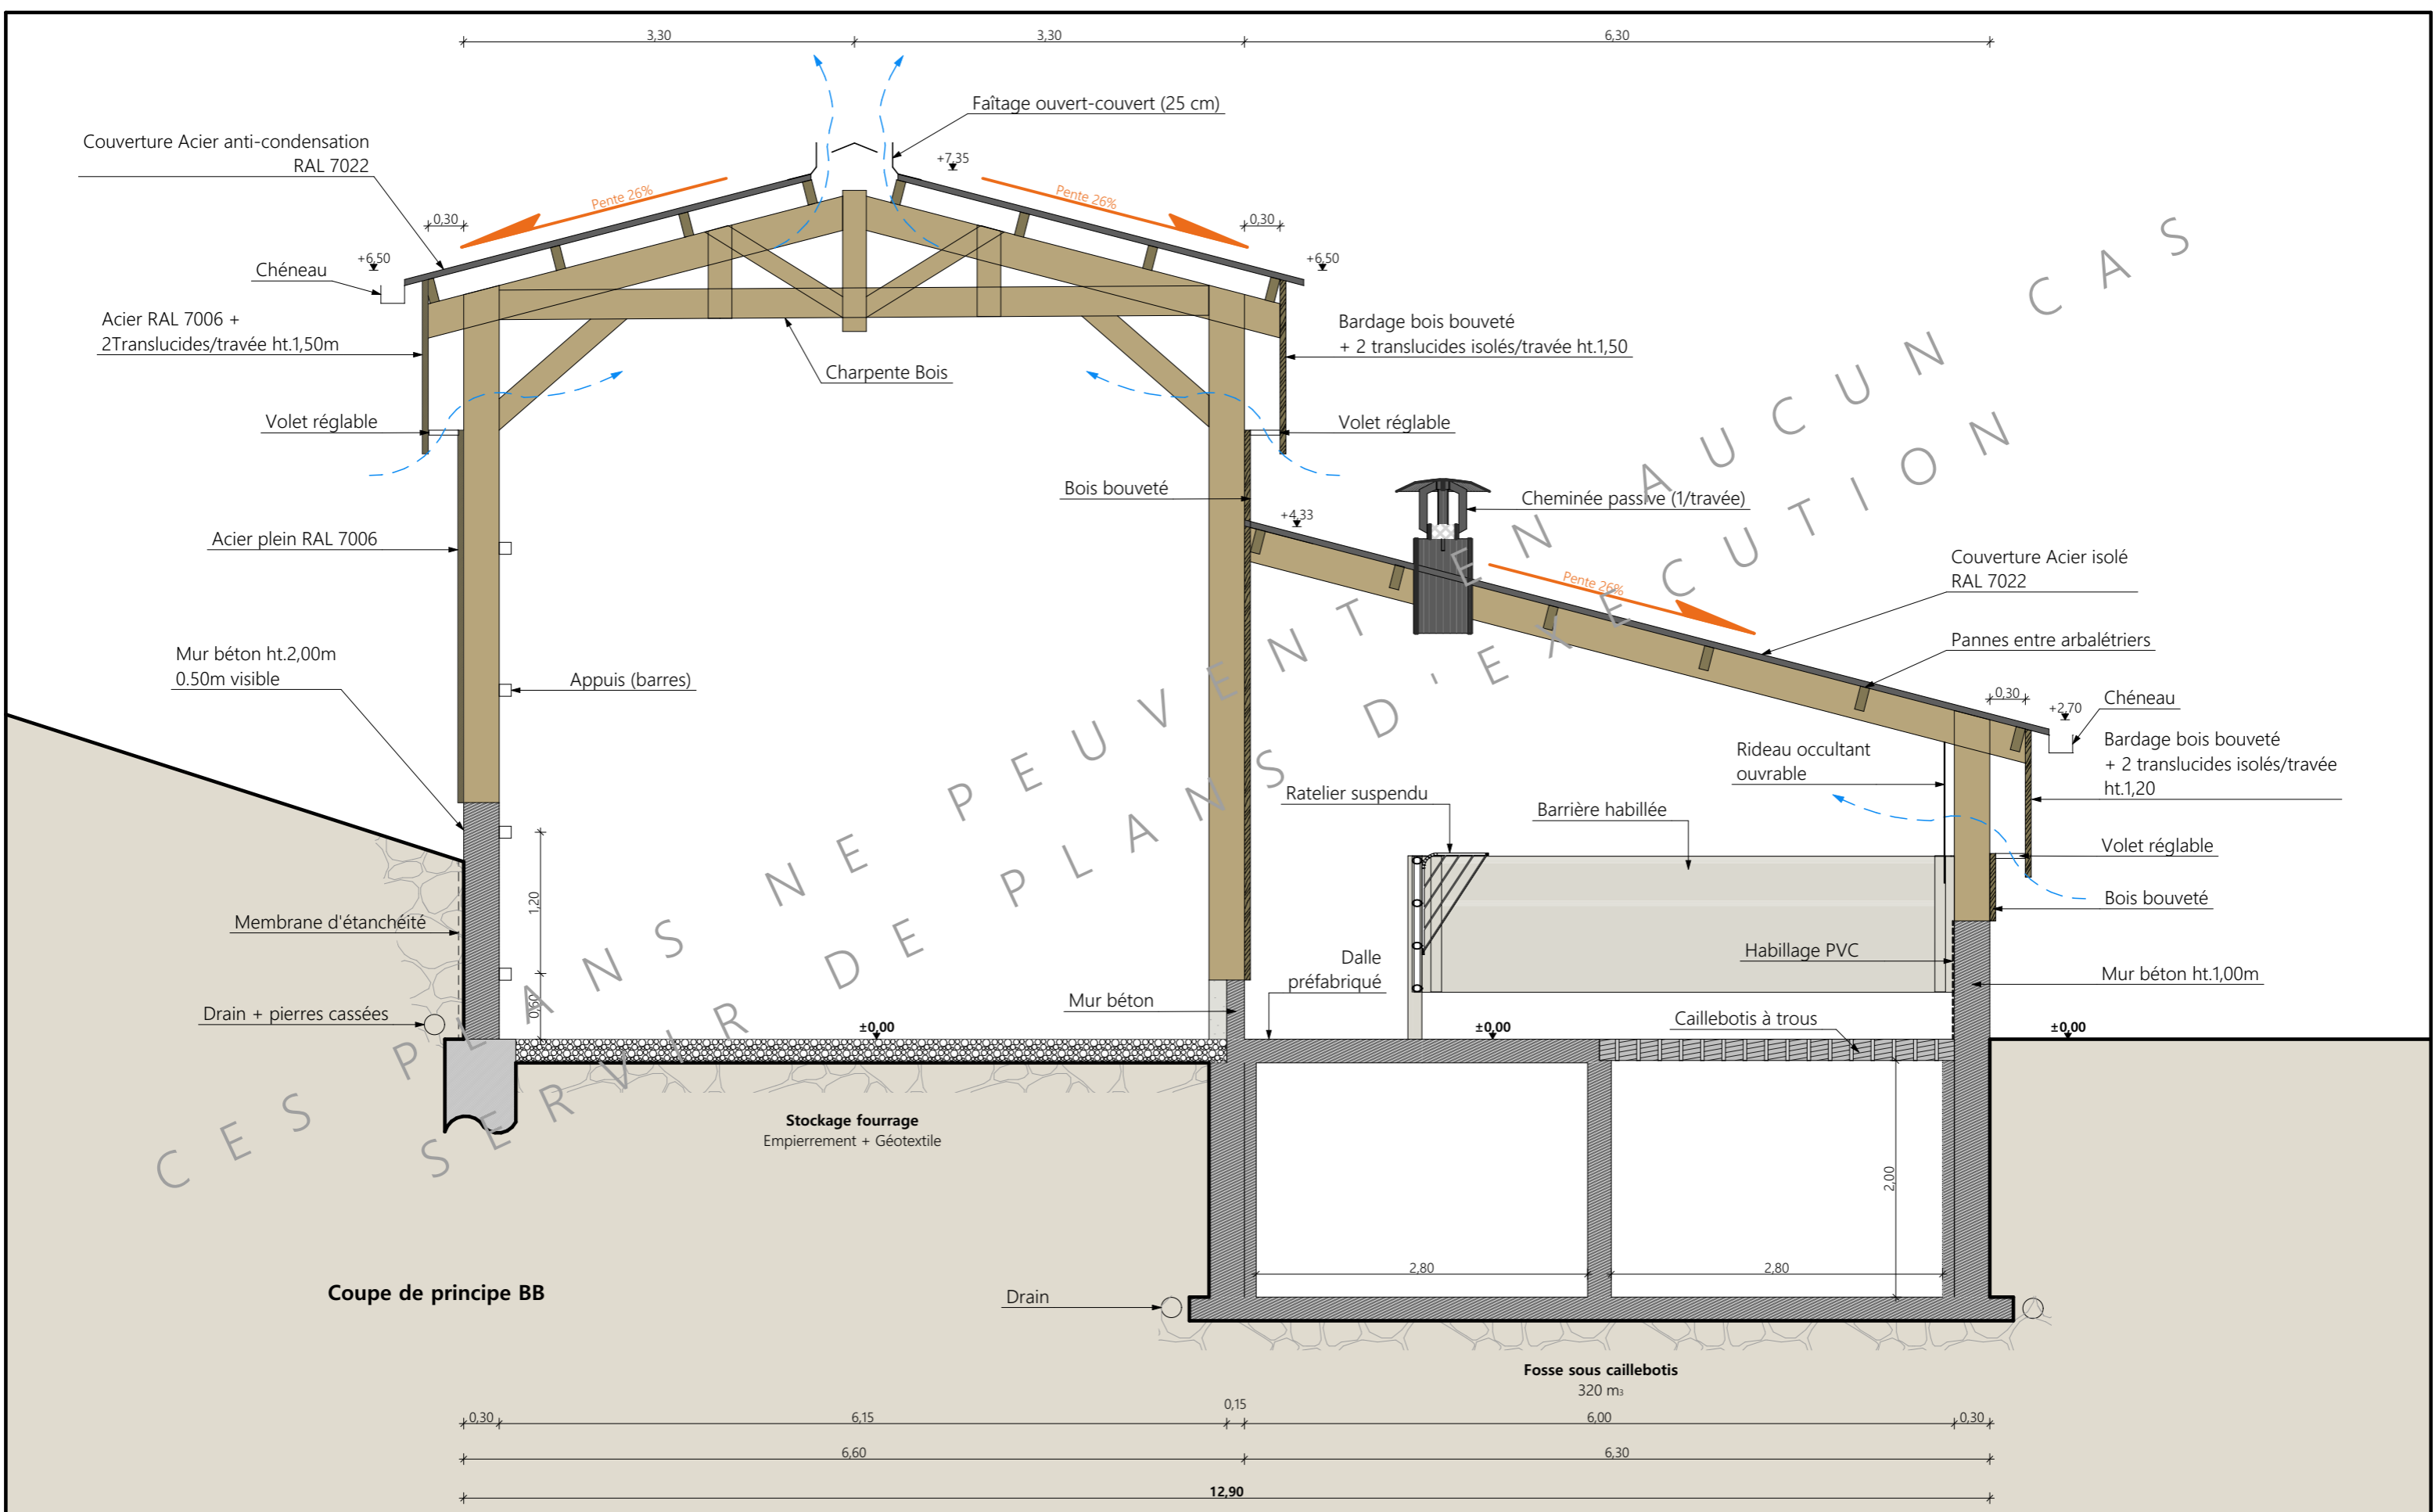 3,30
3,30
6,30
Faîtage ouvert-couvert (25 cm)
Couverture Acier anti-condensation
RAL 7022
+7,35
Pente 26%
Pente 26%
0,30
0,30
+6,50
+6,50
Chéneau
Acier RAL 7006 +
2Translucides/travée ht.1,50m
Bardage bois bouveté
+ 2 translucides isolés/travée ht.1,50
Charpente Bois
Volet réglable
Volet réglable
Bois bouveté
Cheminée passive (1/travée)
+4,33
Acier plein RAL 7006
Couverture Acier isolé
RAL 7022
Pente 26%
Pannes entre arbalétriers
Mur béton ht.2,00m
0.50m visible
Appuis (barres)
0,30
Chéneau
+2,70
Rideau occultant
ouvrable
Bardage bois bouveté
+ 2 translucides isolés/travée
ht.1,20
Ratelier suspendu
Barrière habillée
Volet réglable
1,20
Bois bouveté
Membrane d'étanchéité
Habillage PVC
Dalle
préfabriqué
Mur béton ht.1,00m
0,60
Mur béton
Drain + pierres cassées
Caillebotis à trous
±0,00
±0,00
±0,00
Stockage fourrage
Empierrement + Géotextile
2,00
2,80
2,80
Coupe de principe BB
Drain
Fosse sous caillebotis
320 m3
0,30
6,15
0,15
6,00
0,30
6,60
6,30
12,90
CES PLANS NE PEUVENT EN AUCUN CAS
SERVIR DE PLANS D'EXECUTION